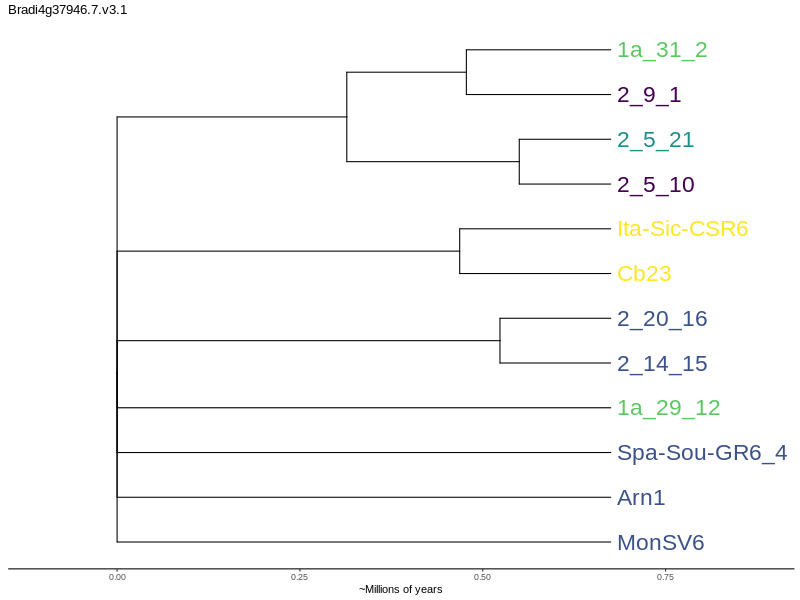 Bradi4g37946.7.v3.1
1a_31_2
2_9_1
2_5_21
2_5_10
Ita-Sic-CSR6
Cb23
2_20_16
2_14_15
1a_29_12
Spa-Sou-GR6_4
Arn1
MonSV6
0.00 0.25 0.50 0.75
~Millions of years